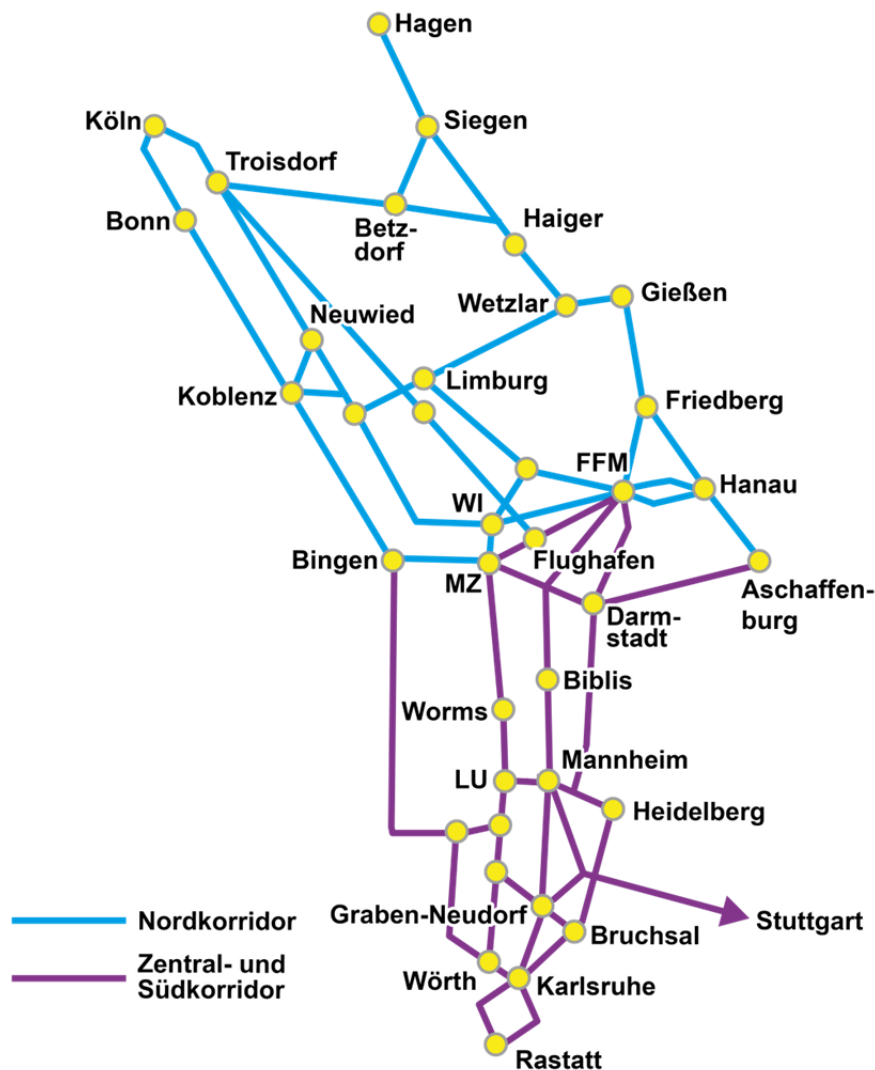 Hagen
Köln
Siegen
Troisdorf
Bonn
Betz-
dorf
Haiger
Wetzlar
Gießen
Neuwied
Limburg
Koblenz
Friedberg
FFM
Hanau
WI
Bingen
MZ
Flughafen
Aschaffen-
burg
Darm-
stadt
Biblis
Worms
Mannheim
LU
Heidelberg
Graben-Neudorf
Nordkorridor
Stuttgart
Bruchsal
Zentral- und
Südkorridor
Wörth
Karlsruhe
Rastatt